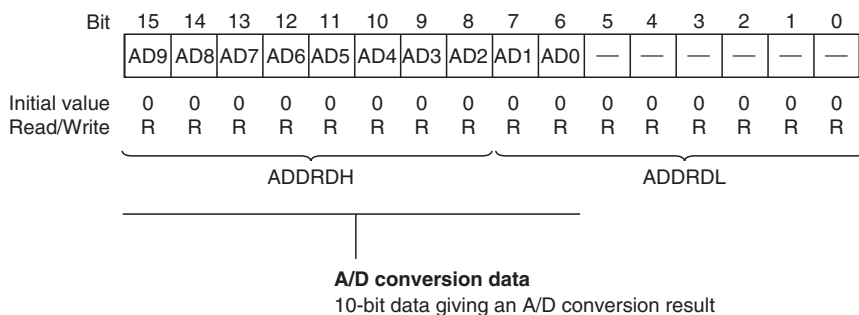 Bit 15 14 13 12 11 10 9 8 7 6 5 4 3 2 1 0
AD9 AD8 AD7 AD6 AD5 AD4 AD3 AD2 AD1 AD0 — — — — — —
Initial value 0 0 0 0 0 0 0 0 0 0 0 0 0 0 0 0
Read/Write R R R R R R R R R R R R R R R R
ADDRDH ADDRDL
A/D conversion data
10-bit data giving an A/D conversion result